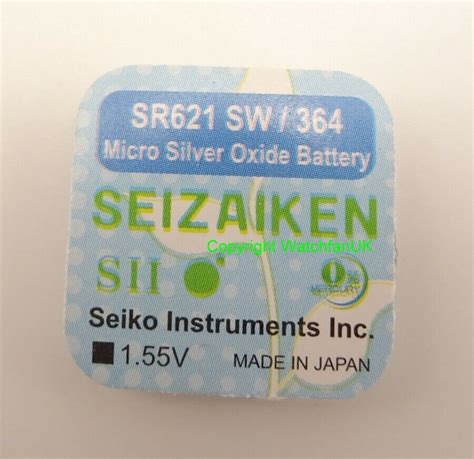 SR621 SW / 364
Micro Silver Oxide Battery
SEIZAIKEN
Copyright WatchfanUK
SII
0%
MERCURY
Seiko Instruments Inc.
1.55V MADE IN JAPAN